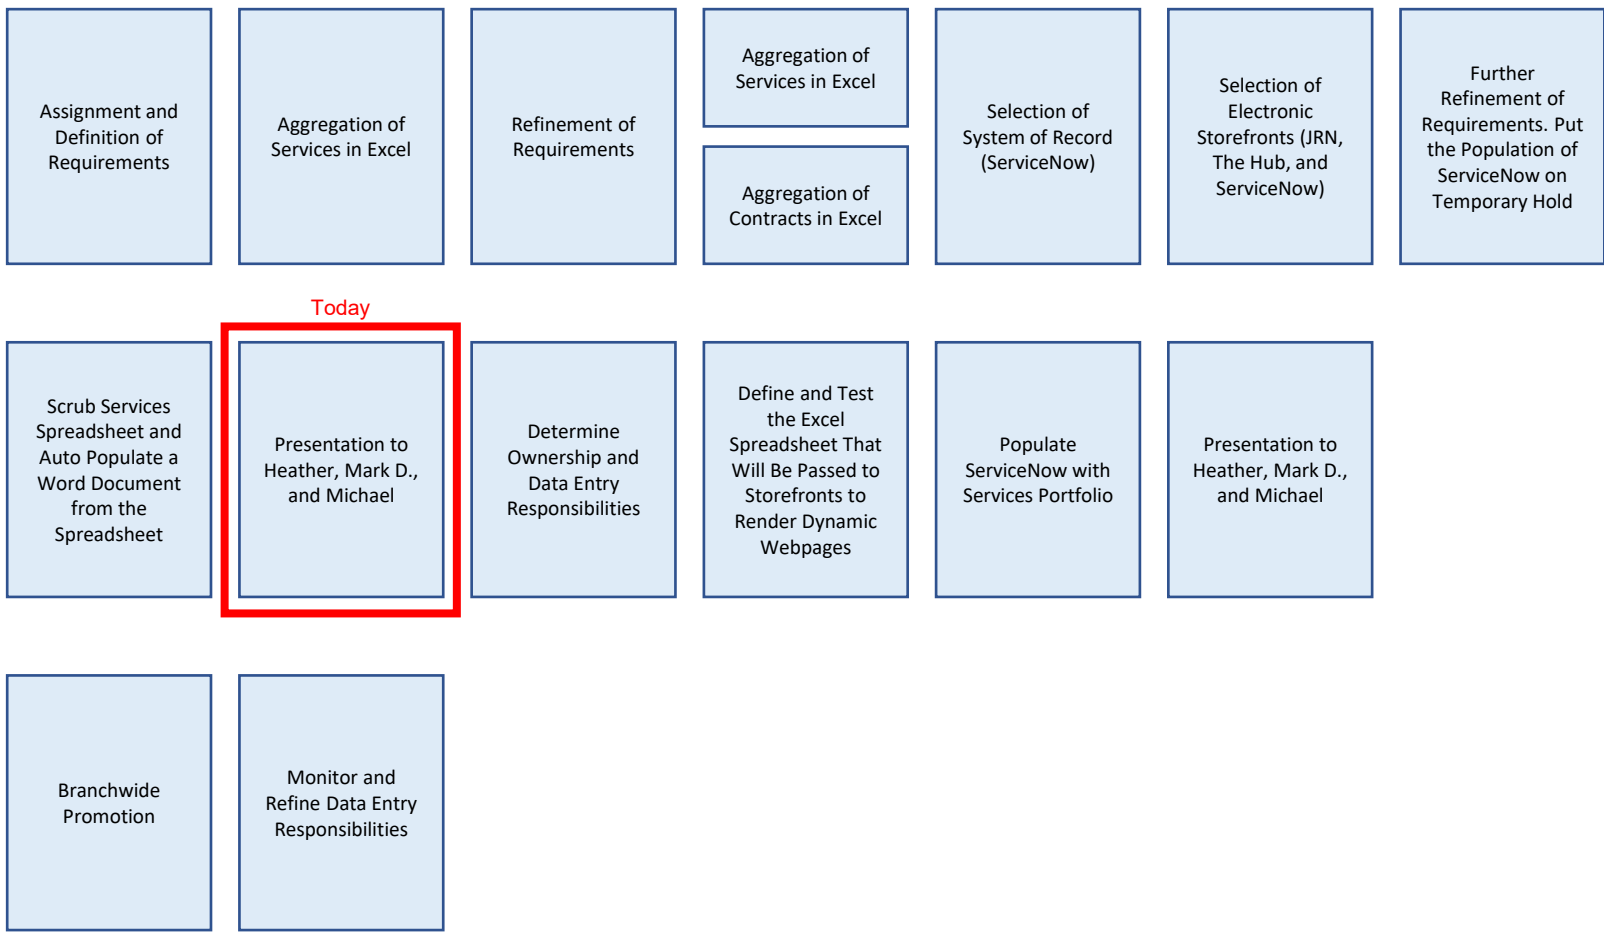 Assignment and
Definition of
Requirements
Aggregation of
Services in Excel
Refinement of
Requirements
Aggregation of
Services in Excel
Aggregation of
Contracts in Excel
Selection of
System of Record
(ServiceNow)
Selection of
Electronic
Storefronts (JRN,
The Hub, and
ServiceNow)
Further
Refinement of
Requirements. Put
the Population of
ServiceNow on
Temporary Hold
Today
Scrub Services
Spreadsheet and
Auto Populate a
Word Document
from the
Spreadsheet
Presentation to
Heather, Mark D.,
and Michael
Determine
Ownership and
Data Entry
Responsibilities
Define and Test
the Excel
Spreadsheet That
Will Be Passed to
Storefronts to
Render Dynamic
Webpages
Populate
ServiceNow with
Services Portfolio
Presentation to
Heather, Mark D.,
and Michael
Branchwide
Promotion
Monitor and
Refine Data Entry
Responsibilities